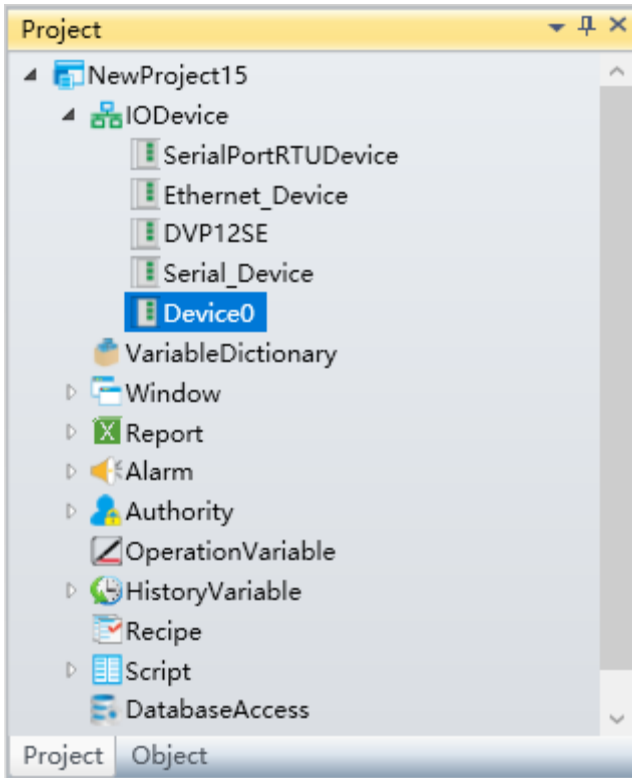 Project
NewProject15
IODevice
SerialPortRTUDevice
Ethernet_Device
DVP12SE
Serial_Device
Device0
VariableDictionary
Window
Report
Alarm
Authority
OperationVariable
HistoryVariable
Recipe
Script
DatabaseAccess
Project Object